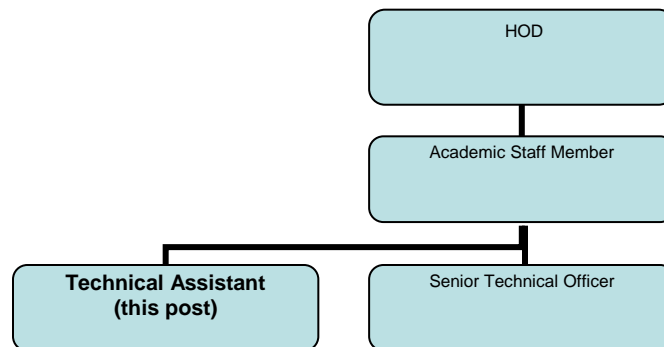 HOD
Academic Staff Member
Technical Assistant
(this post)
Senior Technical Officer